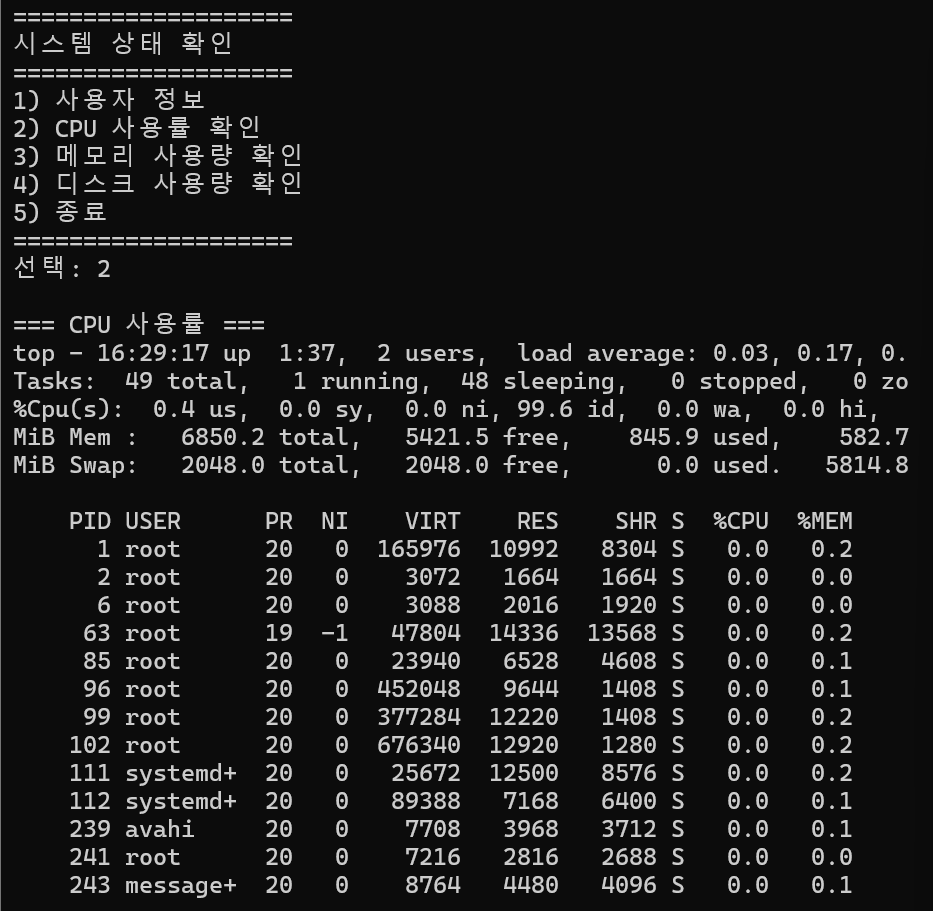 ====================
시스템 상태 확인
====================
1) 사용자 정보
2) CPU 사용률 확인
3) 메모리 사용량 확인
4) 디스크 사용량 확인
5) 종료
====================
선택: 2

=== CPU 사용률 ===
top - 16:29:17 up  1:37,  2 users,  load average: 0.03, 0.17, 0.
Tasks:  49 total,   1 running,  48 sleeping,   0 stopped,   0 zo
%Cpu(s):  0.4 us,  0.0 sy,  0.0 ni, 99.6 id,  0.0 wa,  0.0 hi,
MiB Mem :   6850.2 total,   5421.5 free,    845.9 used,    582.7
MiB Swap:   2048.0 total,   2048.0 free,      0.0 used.   5814.8

    PID USER      PR  NI    VIRT    RES    SHR S  %CPU  %MEM
      1 root      20   0  165976  10992   8304 S   0.0   0.2
      2 root      20   0    3072   1664   1664 S   0.0   0.0
      6 root      20   0    3088   2016   1920 S   0.0   0.0
     63 root      19  -1   47804  14336  13568 S   0.0   0.2
     85 root      20   0   23940   6528   4608 S   0.0   0.1
     96 root      20   0  452048   9644   1408 S   0.0   0.1
     99 root      20   0  377284  12220   1408 S   0.0   0.2
    102 root      20   0  676340  12920   1280 S   0.0   0.2
    111 systemd+  20   0   25672  12500   8576 S   0.0   0.2
    112 systemd+  20   0   89388   7168   6400 S   0.0   0.1
    239 avahi     20   0    7708   3968   3712 S   0.0   0.1
    241 root      20   0    7216   2816   2688 S   0.0   0.0
    243 message+  20   0    8764   4480   4096 S   0.0   0.1